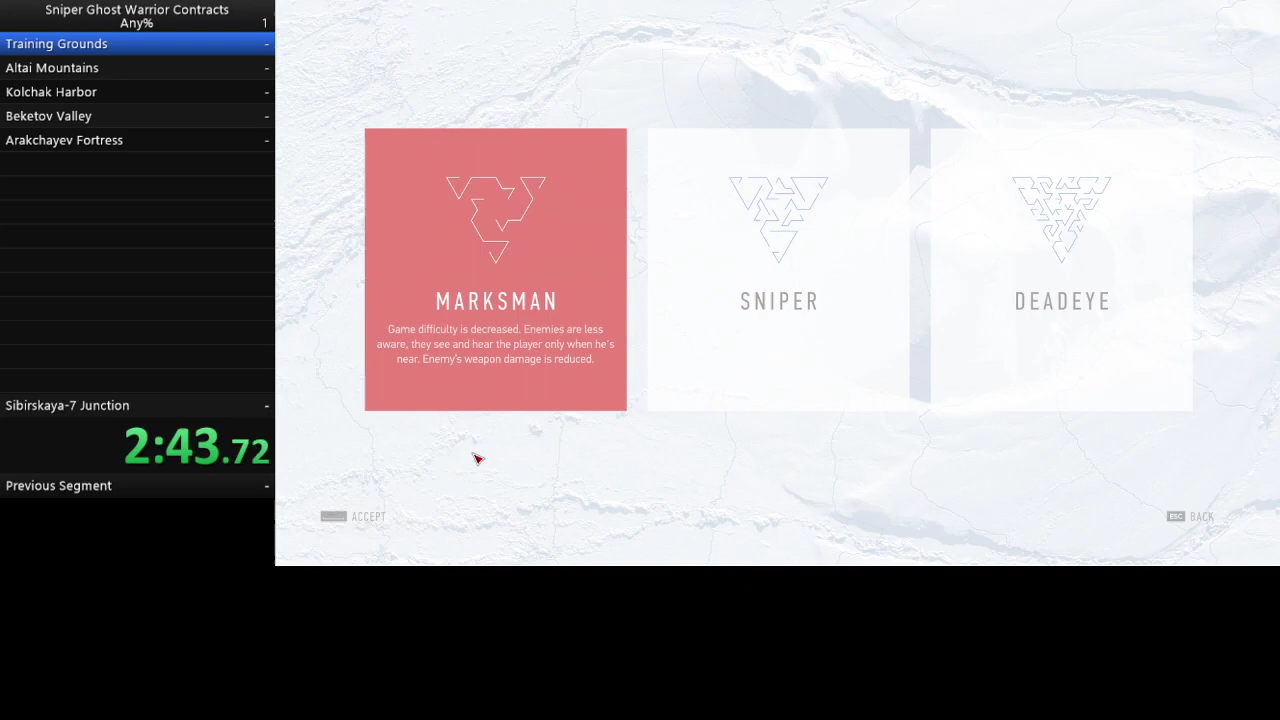 Sniper Ghost Warrior Contracts
Any%
1
Training Grounds -
Altai Mountains -
Kolchak Harbor -
Beketov Valley -
Arakchayev Fortress -
Sibirskaya-7 Junction -
2:43.72
Previous Segment -
MARKSMAN
Game difficulty is decreased. Enemies are less
aware, they see and hear the player only when he's
near. Enemy's weapon damage is reduced.
SNIPER
DEADEYE
ACCEPT
ESC BACK